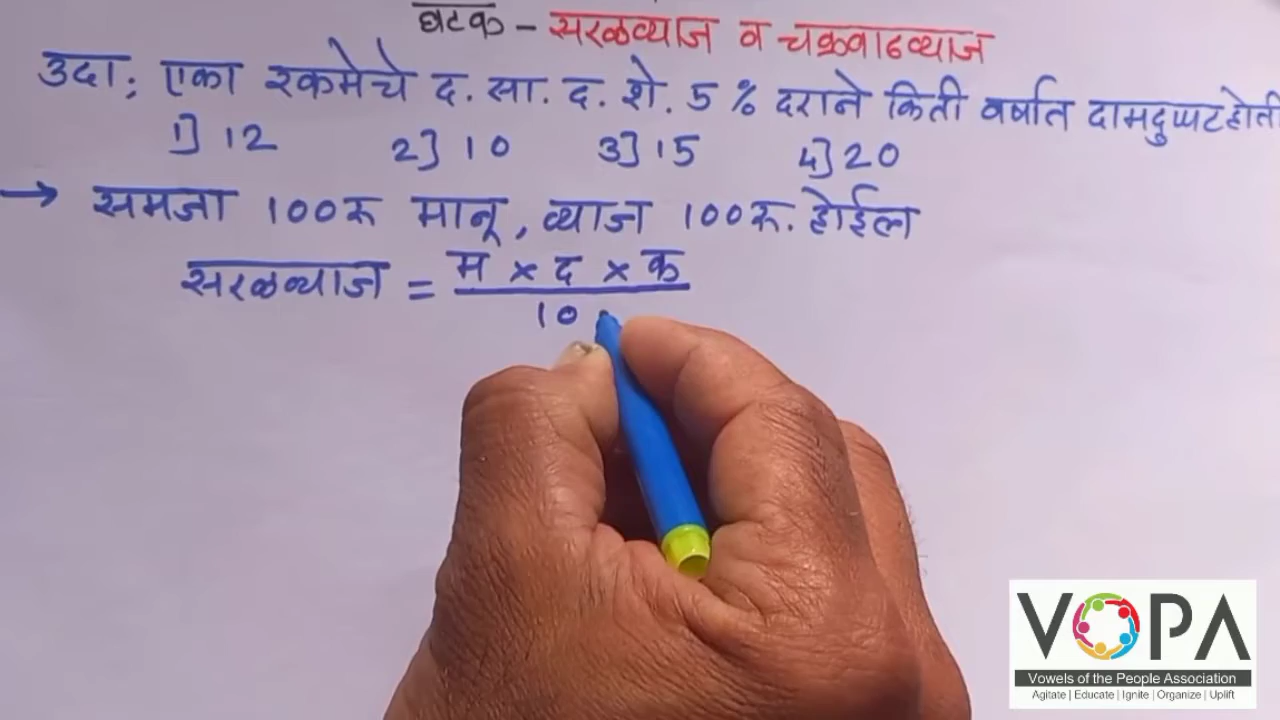 घटक - सरळव्याज व चक्रवाढव्याज
उदा; एका रकमेचे द. सा. द. शे. 5 % दराने किती वर्षात दामदुप्पट होती
1] 12 2] 10 3] 15 4] 20
→ समजा 100रू मानू, व्याज 100रू. होईल
सरळव्याज = म × द × क
10
VOPA
Vowels of the People Association
Agitate | Educate | Ignite | Organize | Uplift